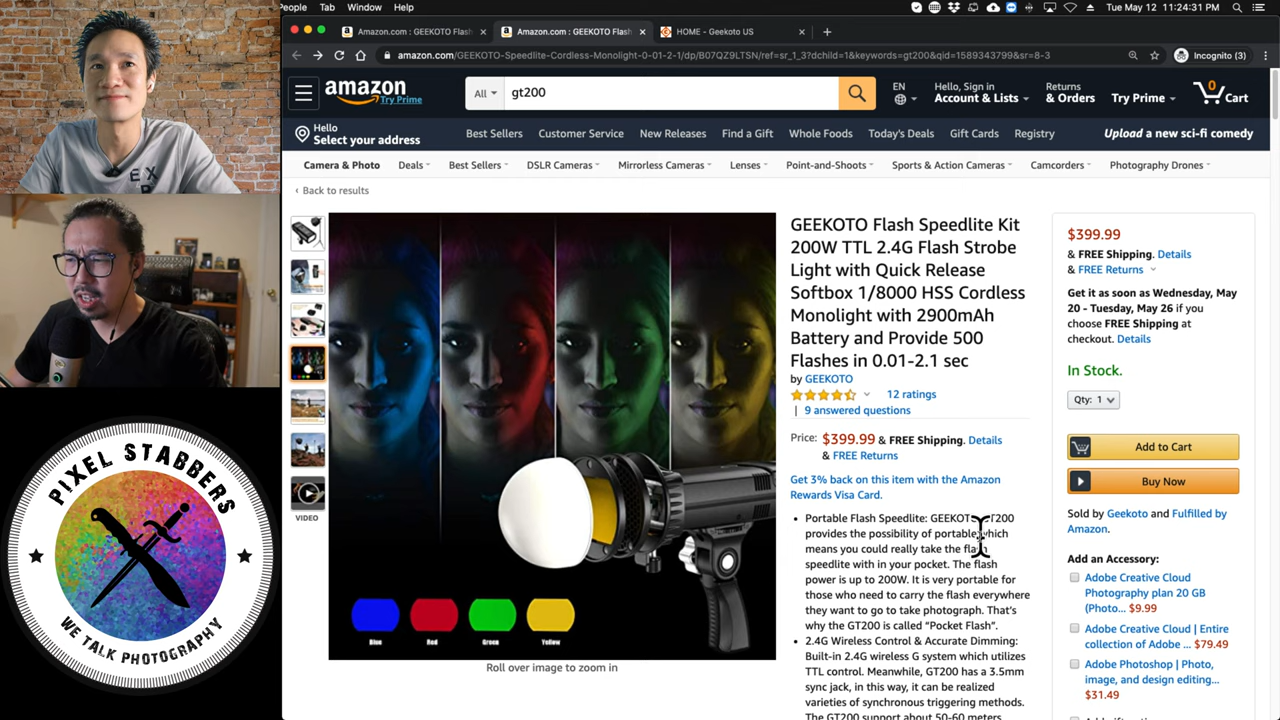 People Tab Window Help
Tue May 12 12:24:31 PM
Amazon.com : GEEKOTO Flash
Amazon.com : GEEKOTO Flash
HOME - Geekoto US
amazon.com/GEEKOTO-Speedlite-Cordless-Monolight-0-01-2-1/dp/B07QZ9LTSN/ref=sr_1_3?dchild=1&keywords=gt200&qid=1589343799&sr=8-3
Incognito (3)
amazon
Try Prime
All
gt200
EN
Hello, Sign in
Account & Lists
Returns
& Orders
Try Prime
0
Cart
Hello
Select your address
Best Sellers Customer Service New Releases Find a Gift Whole Foods Today's Deals Gift Cards Registry
Upload a new sci-fi comedy
Camera & Photo Deals Best Sellers DSLR Cameras Mirrorless Cameras Lenses Point-and-Shoots Sports & Action Cameras Camcorders Photography Drones
‹ Back to results
VIDEO
Blue Red Green Yellow
Roll over image to zoom in
GEEKOTO Flash Speedlite Kit
200W TTL 2.4G Flash Strobe
Light with Quick Release
Softbox 1/8000 HSS Cordless
Monolight with 2900mAh
Battery and Provide 500
Flashes in 0.01-2.1 sec
by GEEKOTO
12 ratings
| 9 answered questions
Price: $399.99 & FREE Shipping. Details
& FREE Returns
Get 3% back on this item with the Amazon
Rewards Visa Card.
• Portable Flash Speedlite: GEEKOTO GT200
provides the possibility of portable which
means you could really take the flash
speedlite with in your pocket. The flash
power is up to 200W. It is very portable for
those who need to carry the flash everywhere
they want to go to take photograph. That's
why the GT200 is called “Pocket Flash”.
• 2.4G Wireless Control & Accurate Dimming:
Built-in 2.4G wireless G system which utilizes
TTL control. Meanwhile, GT200 has a 3.5mm
sync jack, in this way, it can be realized
varieties of synchronous triggering methods.
The GT200 support about 50-60 meters
$399.99
& FREE Shipping. Details
& FREE Returns
Get it as soon as Wednesday, May
20 - Tuesday, May 26 if you
choose FREE Shipping at
checkout. Details
In Stock.
Qty: 1
Add to Cart
Buy Now
Sold by Geekoto and Fulfilled by
Amazon.
Add an Accessory:
Adobe Creative Cloud
Photography plan 20 GB
(Photo... $9.99
Adobe Creative Cloud | Entire
collection of Adobe ... $74.49
Adobe Photoshop | Photo,
image, and design editing...
$31.49
PIXEL STABBERS
WE TALK PHOTOGRAPHY